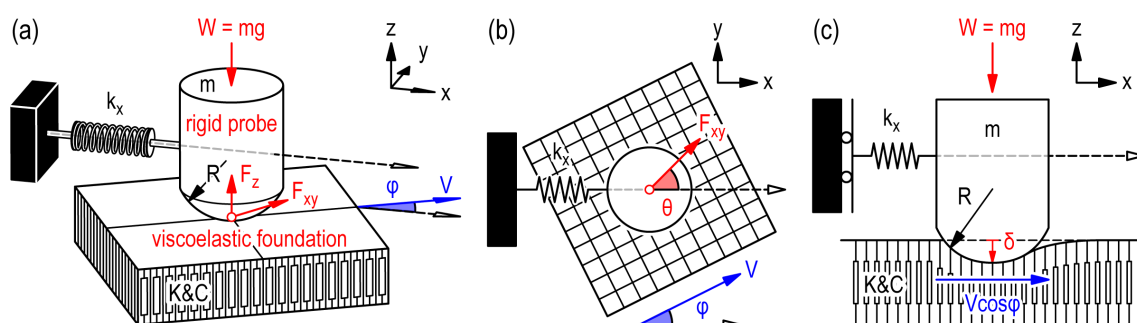 (a)
W = mg
z
y
x
m
k_x
rigid probe
R
F_z
F_xy
φ
V
viscoelastic foundation
K&C
(b)
y
x
k_x
F_xy
θ
V
φ
(c)
W = mg
z
x
k_x
m
R
δ
K&C
Vcosφ